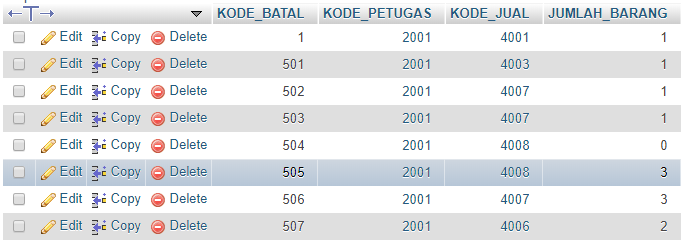 KODE_BATAL KODE_PETUGAS KODE_JUAL JUMLAH_BARANG
Edit Copy Delete 1 2001 4001 1
Edit Copy Delete 501 2001 4003 1
Edit Copy Delete 502 2001 4007 1
Edit Copy Delete 503 2001 4007 1
Edit Copy Delete 504 2001 4008 0
Edit Copy Delete 505 2001 4008 3
Edit Copy Delete 506 2001 4007 3
Edit Copy Delete 507 2001 4006 2